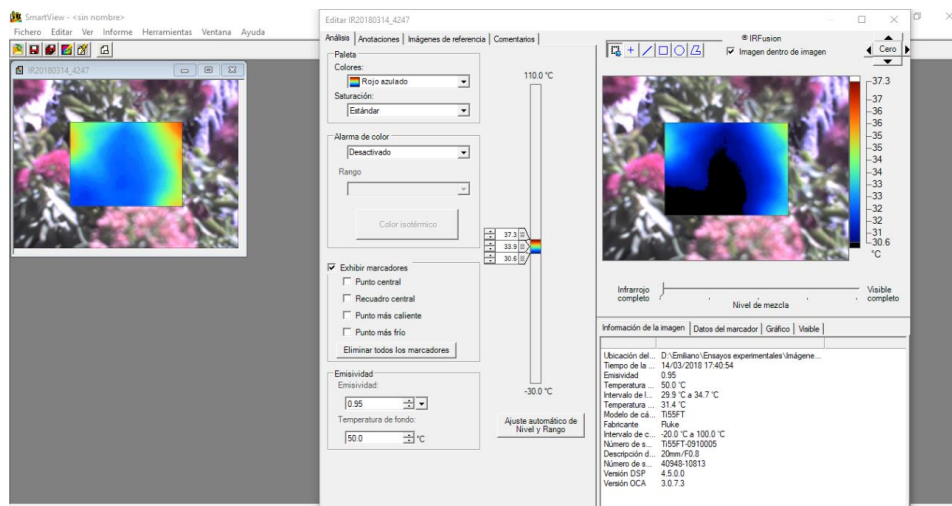 SmartView - <sin nombre>
Fichero Editar Ver Informe Herramientas Ventana Ayuda
IR20180314_4247
Editar IR20180314_4247
Análisis Anotaciones Imágenes de referencia Comentarios
Paleta
Colores:
Rojo azulado
Saturación:
Estándar
Alarma de color
Desactivado
Rango
Color isotérmico
Exhibir marcadores
Punto central
Recuadro central
Punto más caliente
Punto más frío
Eliminar todos los marcadores
Emisividad
Emisividad:
0.95
Temperatura de fondo:
50.0 °C
110.0 °C
37.3
33.9
30.6
-30.0 °C
Ajuste automático de
Nivel y Rango
IRFusion
Imagen dentro de imagen
Cero
37.3
37
36
36
35
35
34
33
33
32
32
31
30.6
°C
Infrarrojo
completo
Nivel de mezcla
Visible
completo
Información de la imagen Datos del marcador Gráfico Visible
Ubicación del... D:\Emiliano\Ensayos experimentales\Imágene...
Tiempo de la ... 14/03/2018 17:40:54
Emisividad 0.95
Temperatura ... 50.0 °C
Intervalo de l... 29.9 °C a 34.7 °C
Temperatura ... 31.4 °C
Modelo de cá... Ti55FT
Fabricante Fluke
Intervalo de c... -20.0 °C a 100.0 °C
Número de s... Ti55FT-0910005
Descripción d... 20mm/F0.8
Número de s... 40948-10813
Versión DSP 4.5.0.0
Versión OCA 3.0.7.3